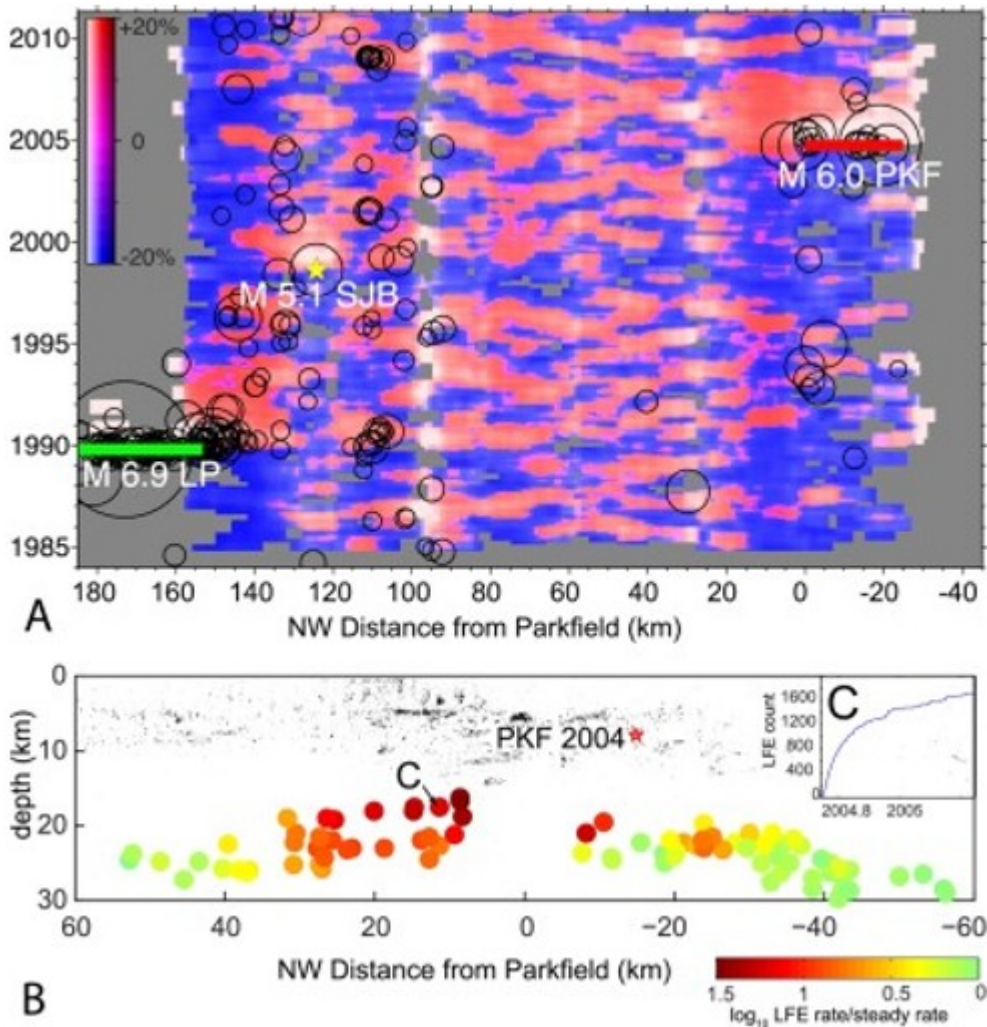 +20%
0
-20%
2010
2005
2000
1995
1990
1985
M 6.0 PKF
M 5.1 SJB
M 6.9 LP
180 160 140 120 100 80 60 40 20 0 -20 -40
A
NW Distance from Parkfield (km)
0
10
20
30
depth (km)
PKF 2004
C
C
LFE count
1600
1200
800
400
0
2004.8 2005
60 40 20 0 −20 −40 −60
NW Distance from Parkfield (km)
B
1.5 1 0.5 0
log₁₀ LFE rate/steady rate